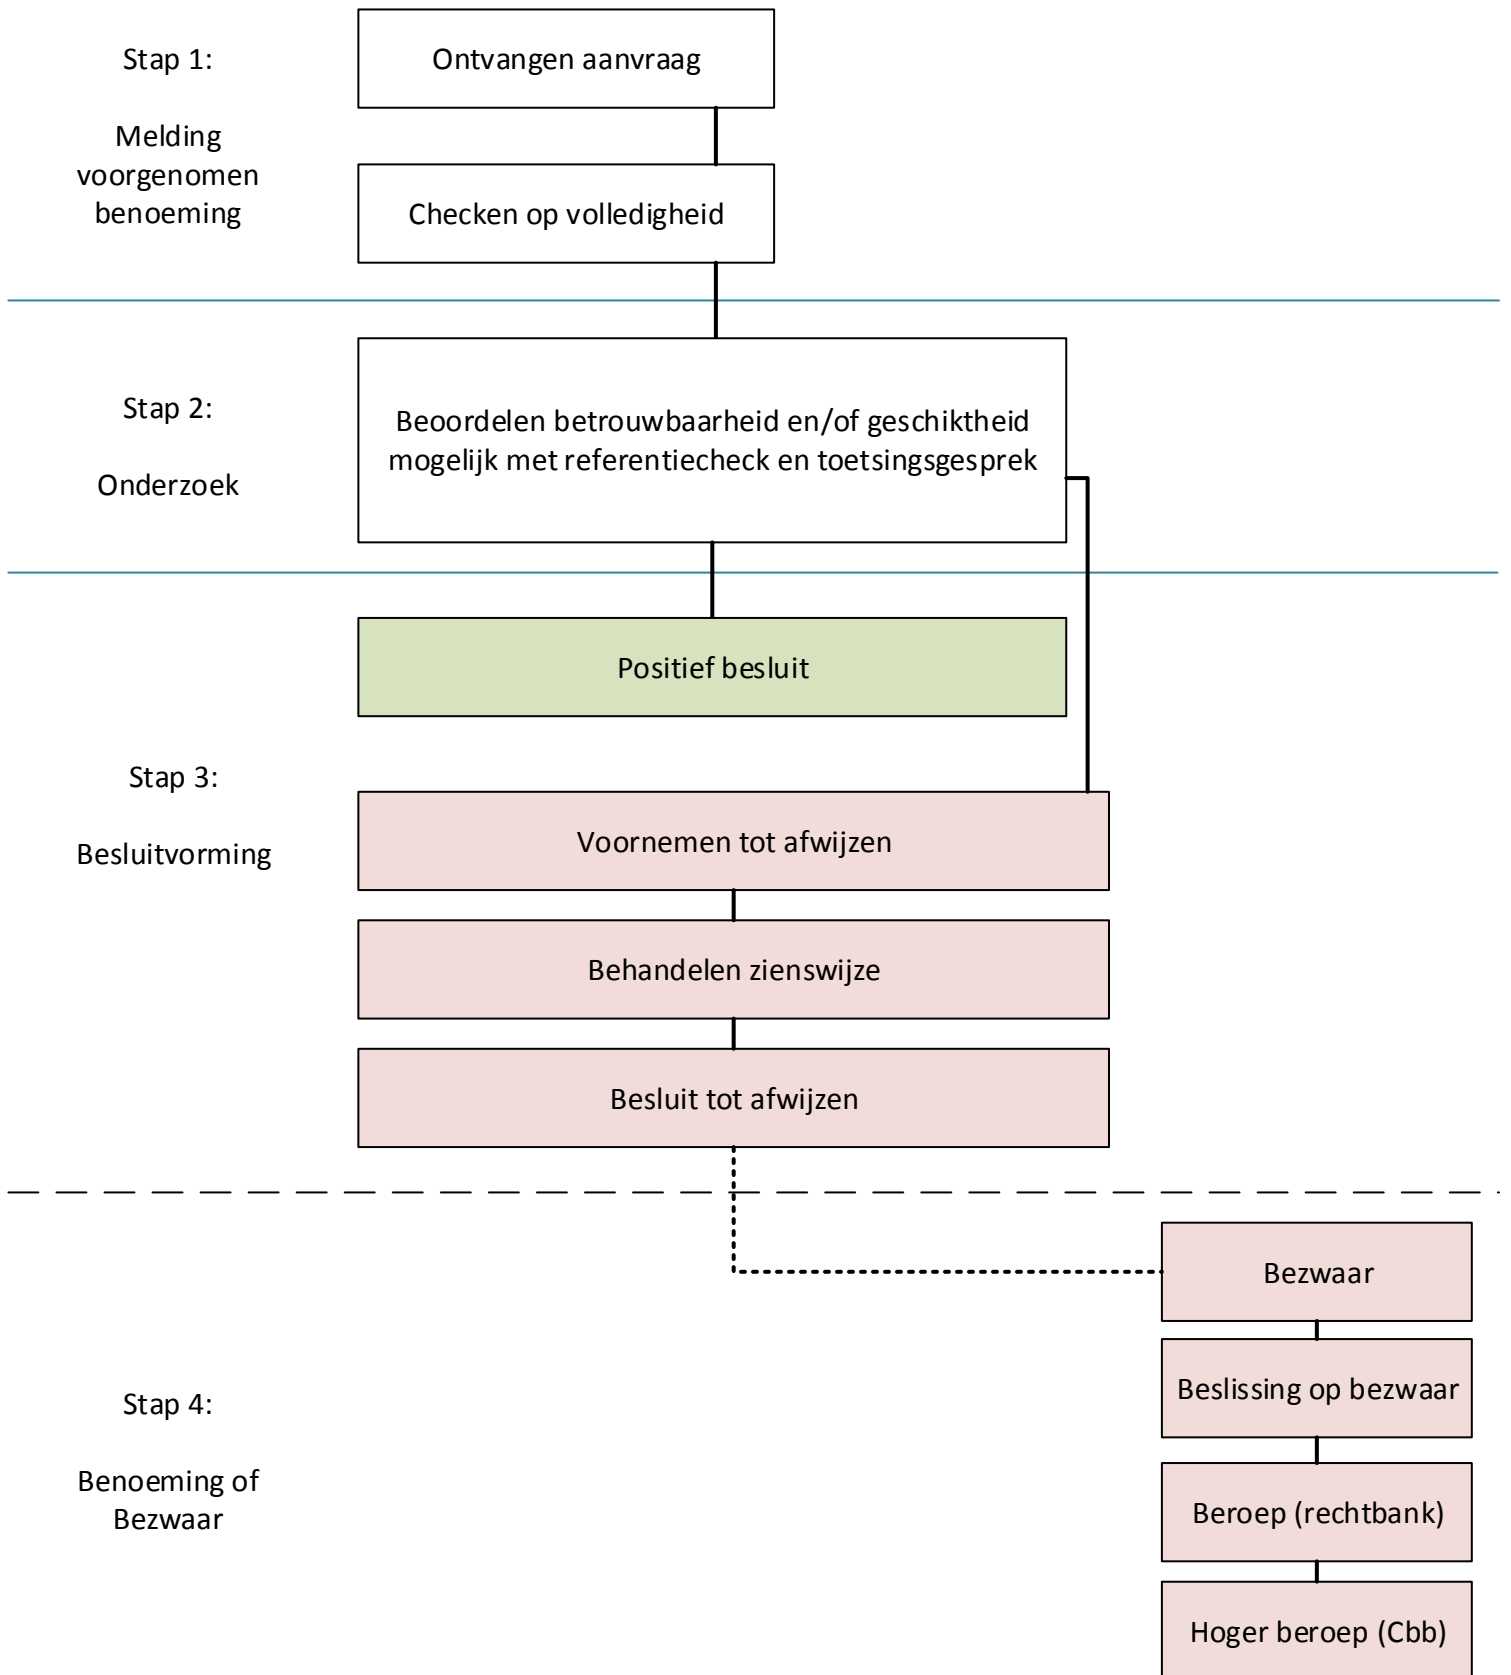 Stap 1:
Melding
voorgenomen
benoeming
Ontvangen aanvraag
Checken op volledigheid
Stap 2:
Onderzoek
Beoordelen betrouwbaarheid en/of geschiktheid
mogelijk met referentiecheck en toetsingsgesprek
Stap 3:
Besluitvorming
Positief besluit
Voornemen tot afwijzen
Behandelen zienswijze
Besluit tot afwijzen
Stap 4:
Benoeming of
Bezwaar
Bezwaar
Beslissing op bezwaar
Beroep (rechtbank)
Hoger beroep (Cbb)